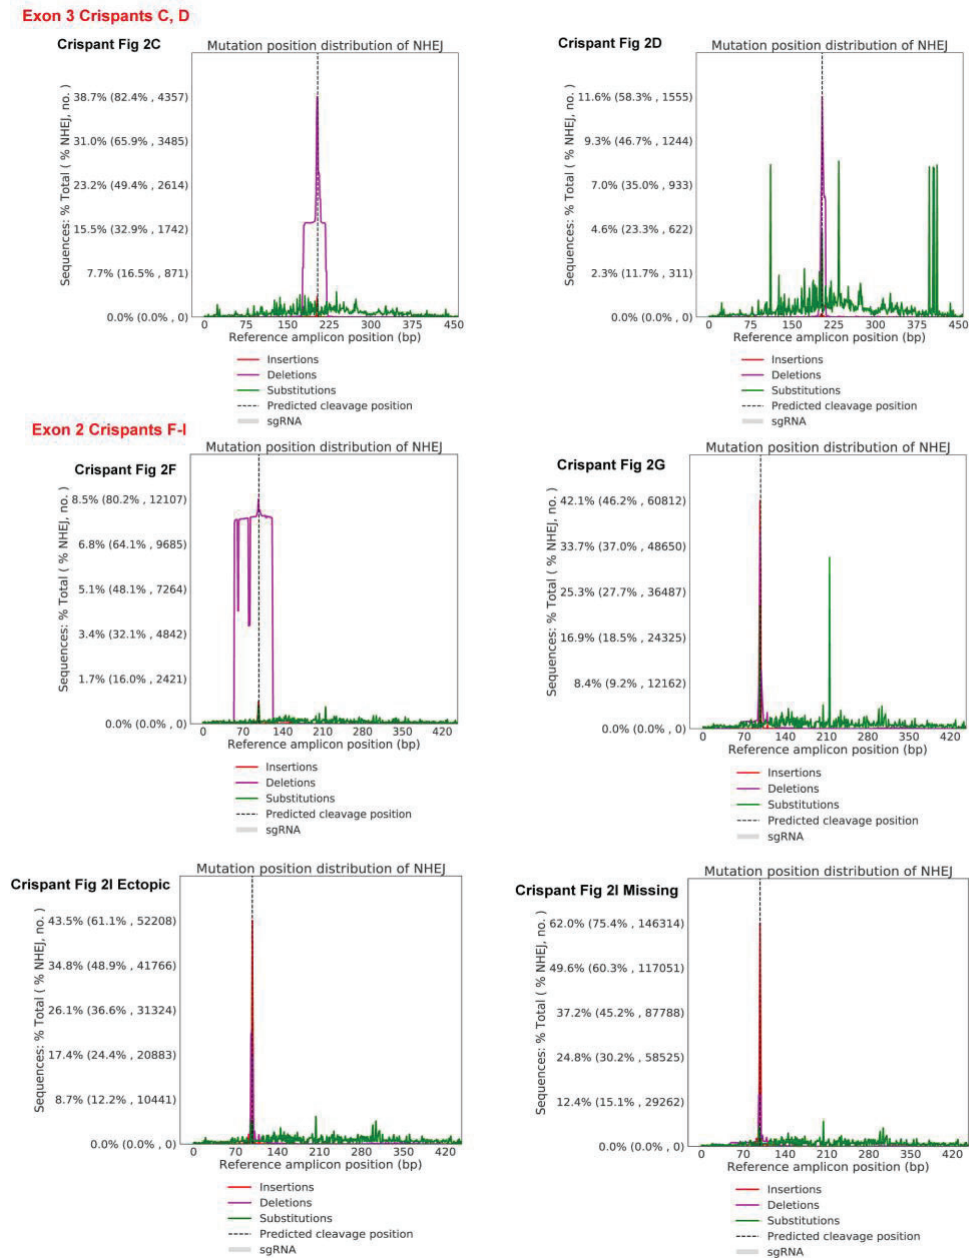 Exon 3 Crispants C, D
Crispant Fig 2C
Mutation position distribution of NHEJ
Sequences: % Total ( % NHEJ, no. )
38.7% (82.4% , 4357)
31.0% (65.9% , 3485)
23.2% (49.4% , 2614)
15.5% (32.9% , 1742)
7.7% (16.5% , 871)
0.0% (0.0% , 0)
0 75 150 225 300 375 450
Reference amplicon position (bp)
Insertions
Deletions
Substitutions
Predicted cleavage position
sgRNA
Crispant Fig 2D
Mutation position distribution of NHEJ
Sequences: % Total ( % NHEJ, no. )
11.6% (58.3% , 1555)
9.3% (46.7% , 1244)
7.0% (35.0% , 933)
4.6% (23.3% , 622)
2.3% (11.7% , 311)
0.0% (0.0% , 0)
0 75 150 225 300 375 450
Reference amplicon position (bp)
Insertions
Deletions
Substitutions
Predicted cleavage position
sgRNA
Exon 2 Crispants F-I
Crispant Fig 2F
Mutation position distribution of NHEJ
Sequences: % Total ( % NHEJ, no. )
8.5% (80.2% , 12107)
6.8% (64.1% , 9685)
5.1% (48.1% , 7264)
3.4% (32.1% , 4842)
1.7% (16.0% , 2421)
0.0% (0.0% , 0)
0 70 140 210 280 350 420
Reference amplicon position (bp)
Insertions
Deletions
Substitutions
Predicted cleavage position
sgRNA
Crispant Fig 2G
Mutation position distribution of NHEJ
Sequences: % Total ( % NHEJ, no. )
42.1% (46.2% , 60812)
33.7% (37.0% , 48650)
25.3% (27.7% , 36487)
16.9% (18.5% , 24325)
8.4% (9.2% , 12162)
0.0% (0.0% , 0)
0 70 140 210 280 350 420
Reference amplicon position (bp)
Insertions
Deletions
Substitutions
Predicted cleavage position
sgRNA
Crispant Fig 2I Ectopic
Mutation position distribution of NHEJ
Sequences: % Total ( % NHEJ, no. )
43.5% (61.1% , 52208)
34.8% (48.9% , 41766)
26.1% (36.6% , 31324)
17.4% (24.4% , 20883)
8.7% (12.2% , 10441)
0.0% (0.0% , 0)
0 70 140 210 280 350 420
Reference amplicon position (bp)
Insertions
Deletions
Substitutions
Predicted cleavage position
sgRNA
Crispant Fig 2I Missing
Mutation position distribution of NHEJ
Sequences: % Total ( % NHEJ, no. )
62.0% (75.4% , 146314)
49.6% (60.3% , 117051)
37.2% (45.2% , 87788)
24.8% (30.2% , 58525)
12.4% (15.1% , 29262)
0.0% (0.0% , 0)
0 70 140 210 280 350 420
Reference amplicon position (bp)
Insertions
Deletions
Substitutions
Predicted cleavage position
sgRNA